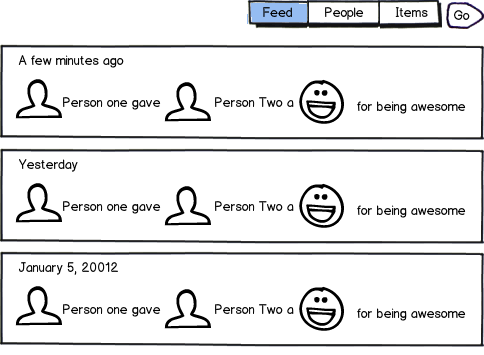 Feed People Items Go
A few minutes ago
Person one gave Person Two a for being awesome
Yesterday
Person one gave Person Two a for being awesome
January 5, 20012
Person one gave Person Two a for being awesome